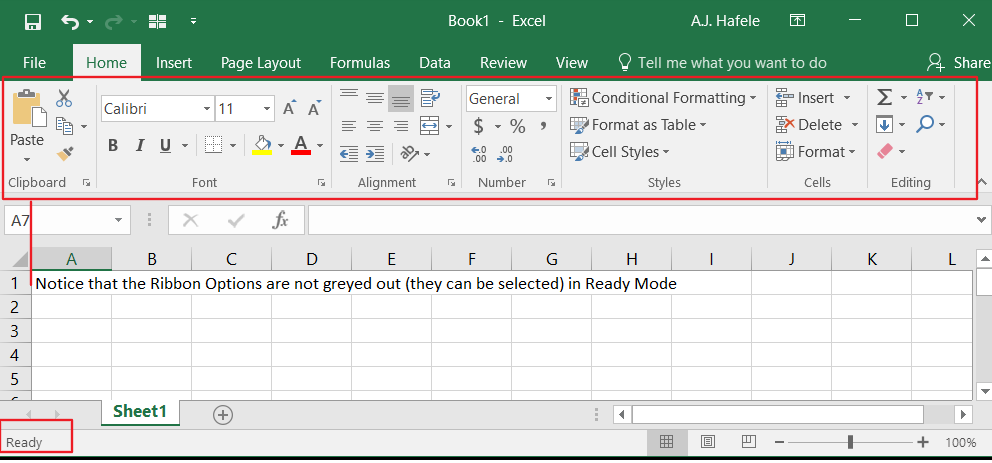 Book1 - Excel
A.J. Hafele
File Home Insert Page Layout Formulas Data Review View Tell me what you want to do Share
Calibri 11 General Conditional Formatting Insert
Paste B I U A $ % , Format as Table Delete
Cell Styles Format
Clipboard Font Alignment Number Styles Cells Editing
A7 fx
A B C D E F G H I J K L
1 Notice that the Ribbon Options are not greyed out (they can be selected) in Ready Mode
2
3
4
5
Sheet1
Ready 100%